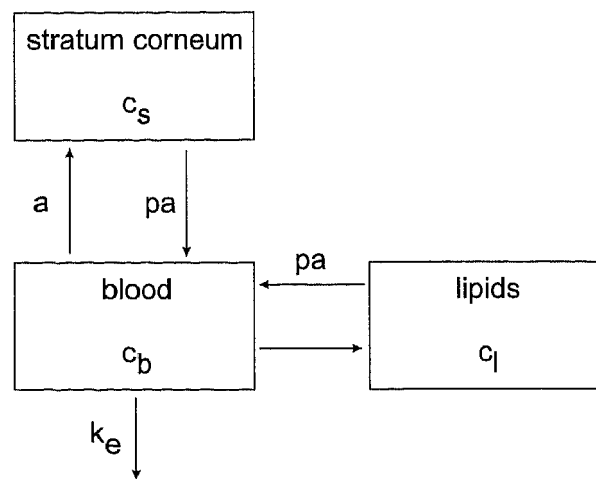 stratum corneum
c_s
a
pa
pa
blood
lipids
c_b
c_l
k_e